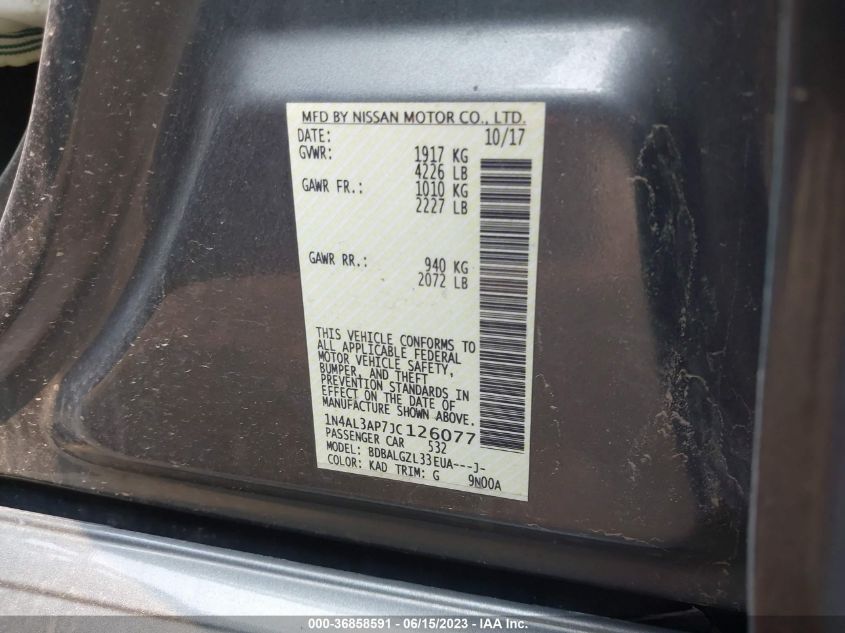 MFD BY NISSAN MOTOR CO., LTD.
DATE: 10/17
GVWR: 1917 KG
4226 LB
GAWR FR.: 1010 KG
2227 LB
GAWR RR.: 940 KG
2072 LB
THIS VEHICLE CONFORMS TO
ALL APPLICABLE FEDERAL
MOTOR VEHICLE SAFETY,
BUMPER, AND THEFT
PREVENTION STANDARDS IN
EFFECT ON THE DATE OF
MANUFACTURE SHOWN ABOVE.
1N4AL3AP7JC126077
PASSENGER CAR 532
MODEL: BDBALGZL33EUA---J-
COLOR: KAD TRIM: G 9N00A
000-36858591 - 06/15/2023 - IAA Inc.